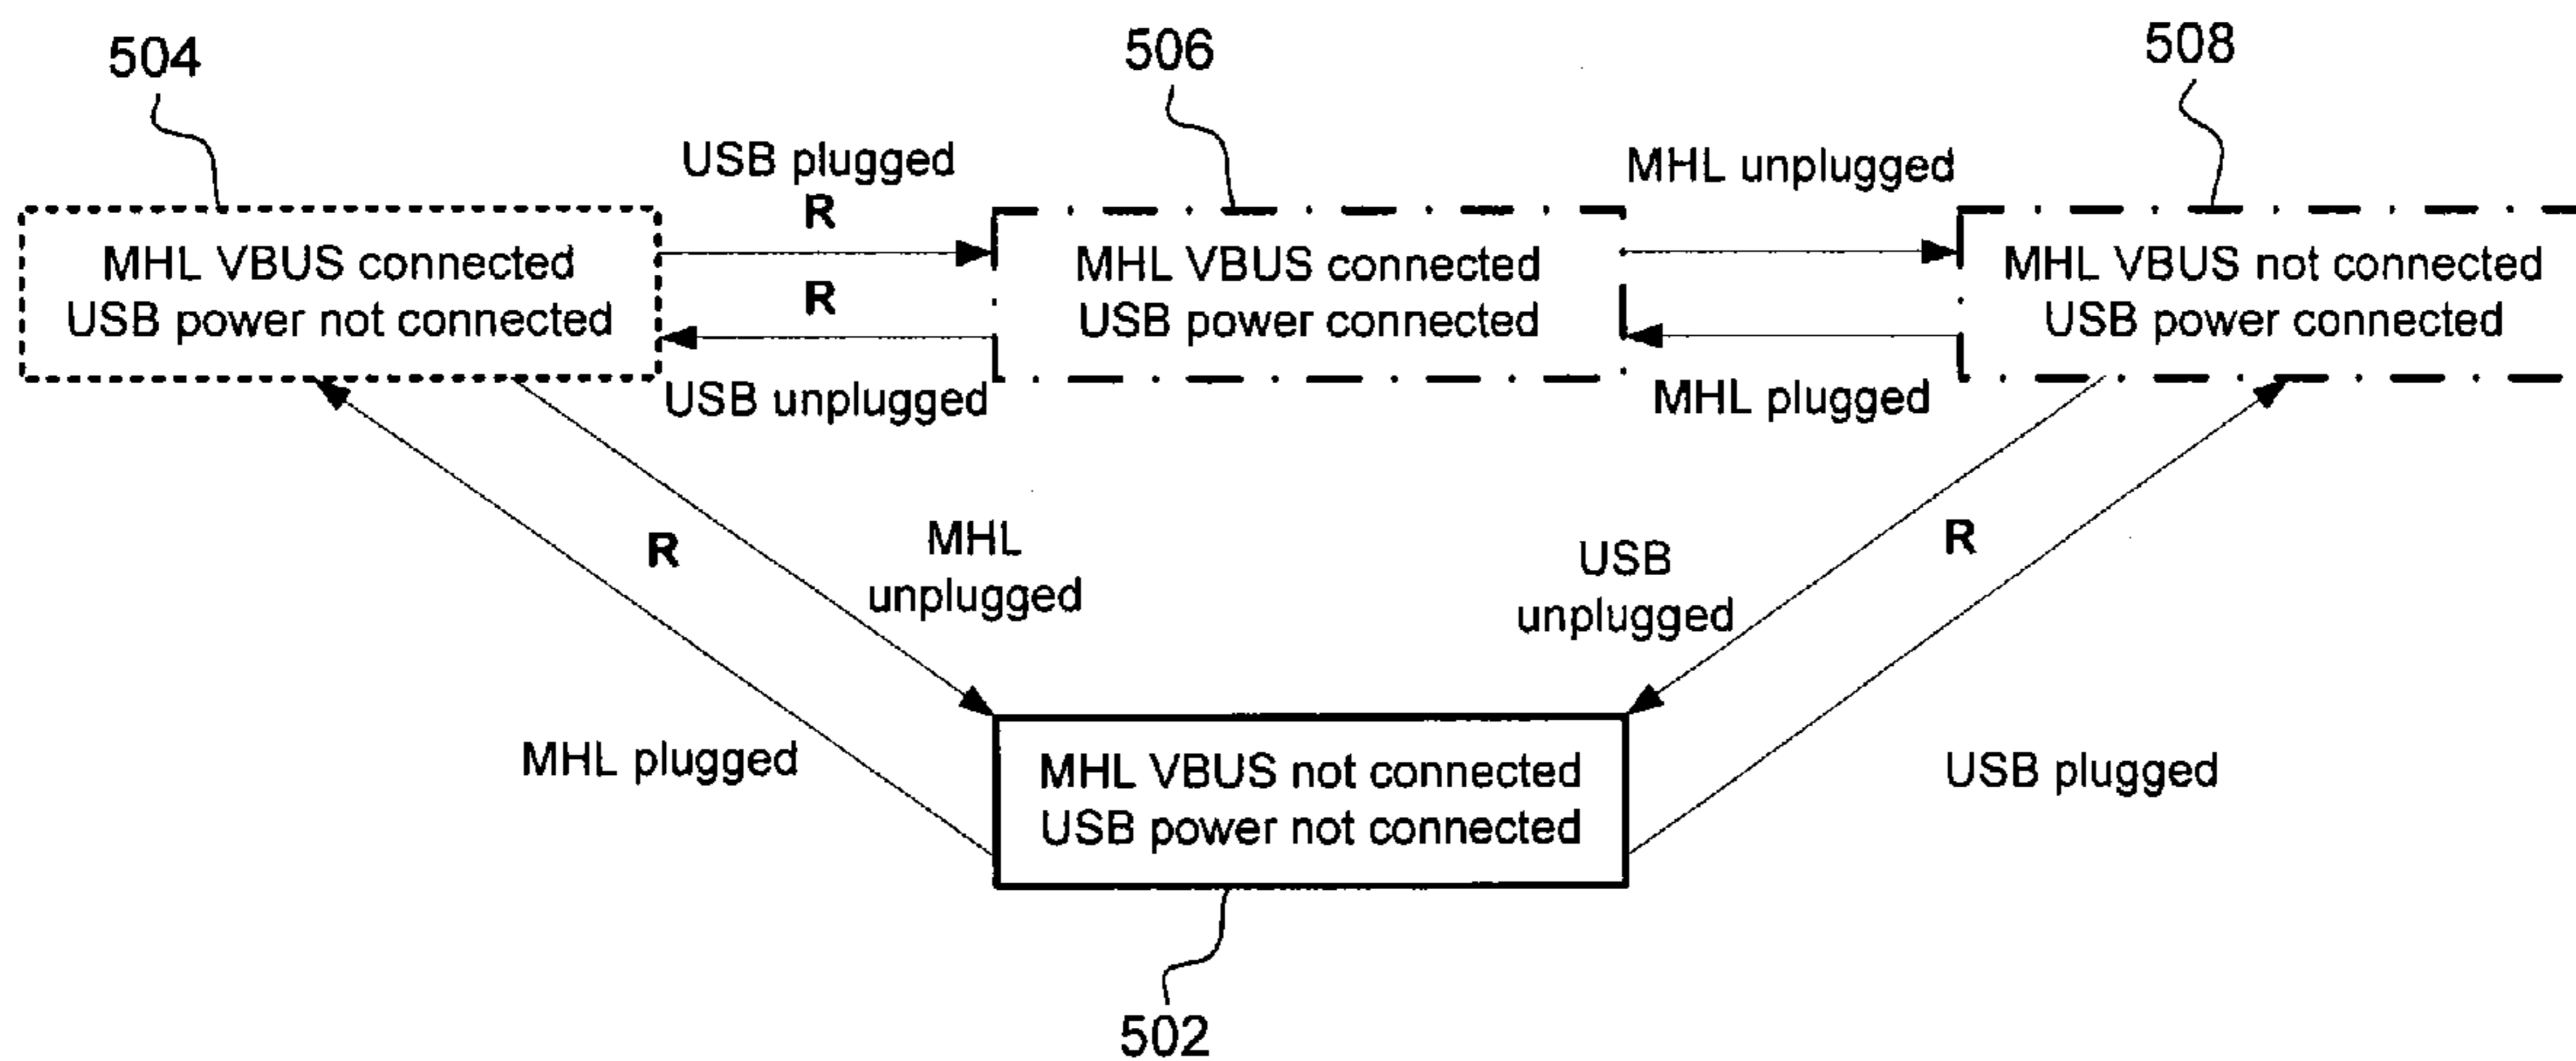 504
506
508
USB plugged
R
MHL unplugged
MHL VBUS connected
USB power not connected
R
MHL VBUS connected
USB power connected
MHL VBUS not connected
USB power connected
USB unplugged
MHL plugged
R
MHL
unplugged
USB
unplugged
R
MHL plugged
MHL VBUS not connected
USB power not connected
USB plugged
502